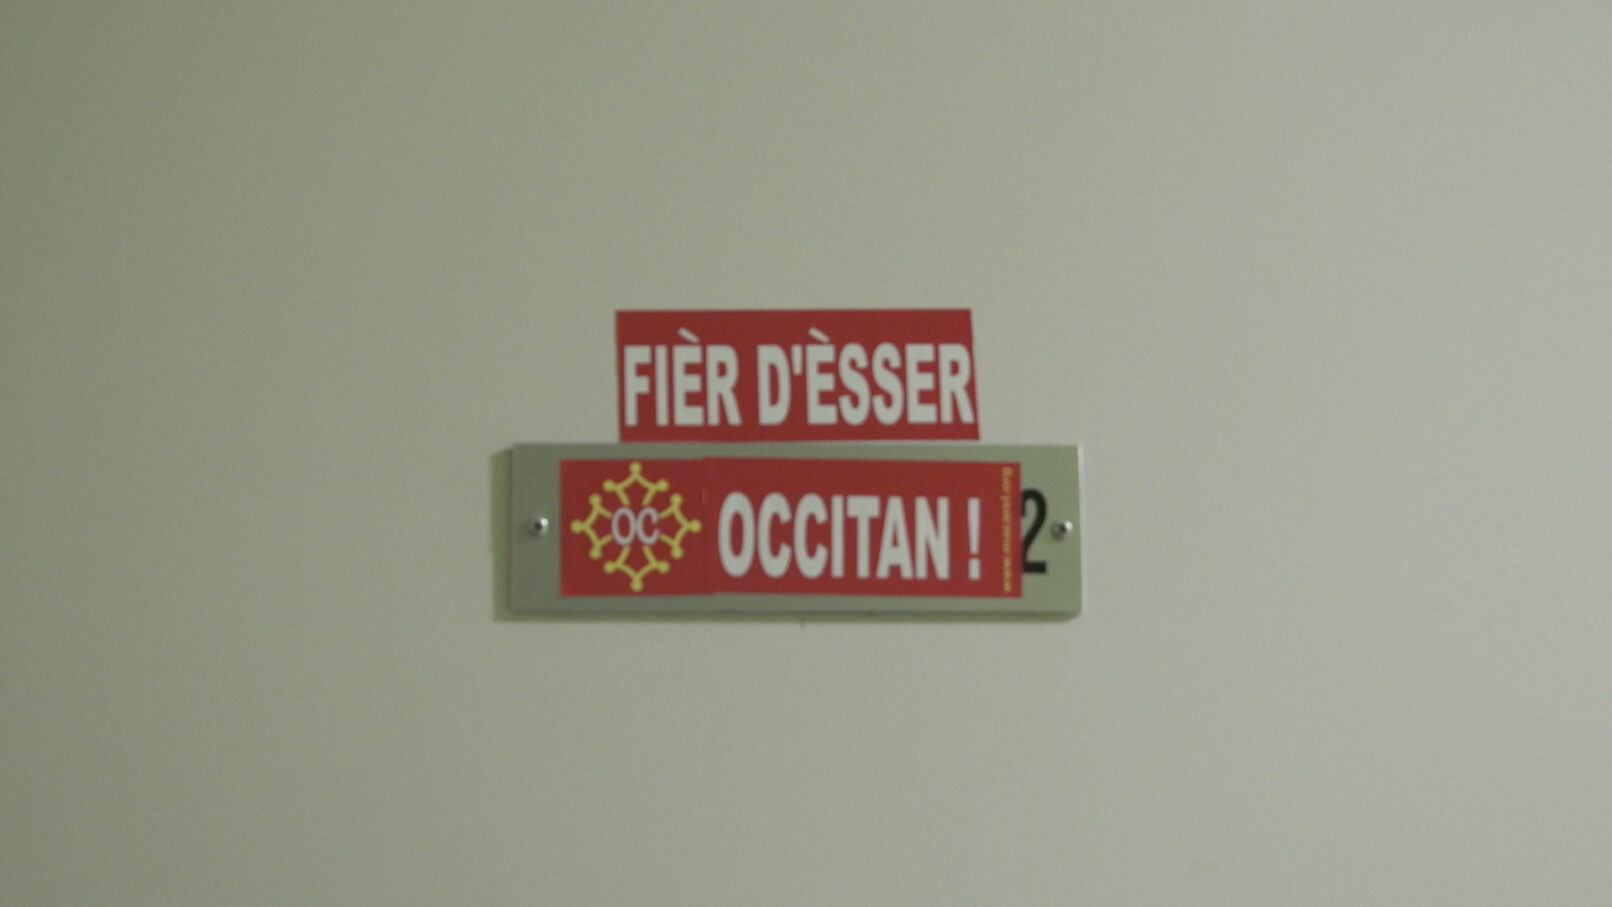 FIÈR D'ÈSSER
OC
OCCITAN !
2